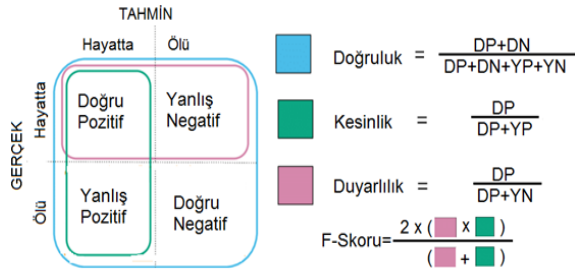 TAHMİN
Hayatta Ölü
GERÇEK
Hayatta
Ölü
Doğru
Pozitif
Yanlış
Negatif
Yanlış
Pozitif
Doğru
Negatif
Doğruluk = DP+DN
DP+DN+YP+YN
Kesinlik = DP
DP+YP
Duyarlılık = DP
DP+YN
F-Skoru= 2 x ( x )
( + )